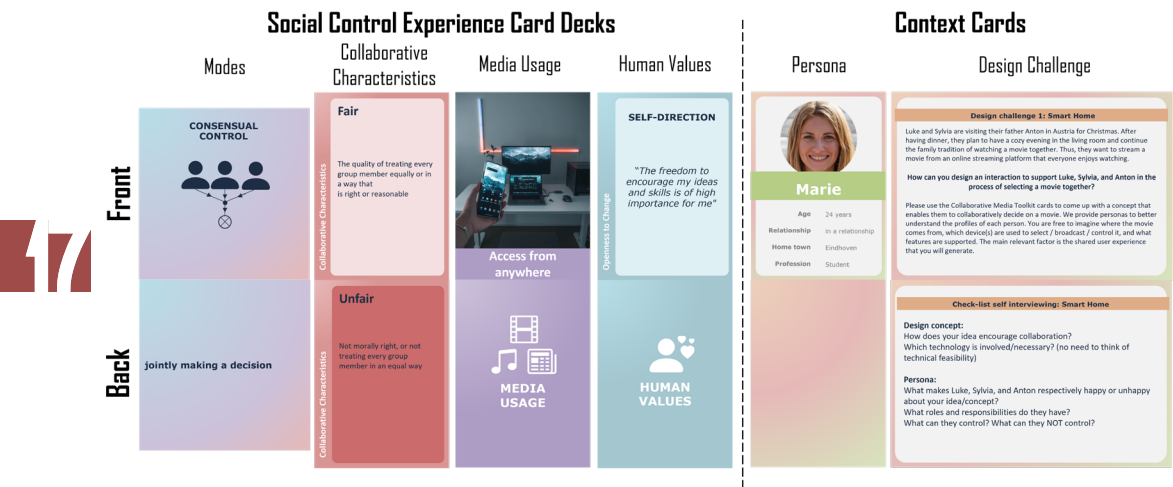 Social Control Experience Card Decks
Context Cards
Modes
Collaborative
Characteristics
Media Usage
Human Values
Persona
Design Challenge
Front
CONSENSUAL
CONTROL
Collaborative Characteristics
Fair
The quality of treating every
group member equally or in
a way that
is right or reasonable
Access from
anywhere
Openness to Change
SELF-DIRECTION
"The freedom to
encourage my ideas
and skills is of high
importance for me"
Marie
Age 24 years
Relationship in a relationship
Home town Eindhoven
Profession Student
Design challenge 1: Smart Home
Luke and Sylvia are visiting their father Anton in Austria for Christmas. After
having dinner, they plan to have a cozy evening in the living room and continue
the family tradition of watching a movie together. Thus, they want to stream a
movie from an online streaming platform that everyone enjoys watching.
How can you design an interaction to support Luke, Sylvia, and Anton in the
process of selecting a movie together?
Please use the Collaborative Media Toolkit cards to come up with a concept that
enables them to collaboratively decide on a movie. We provide personas to better
understand the profiles of each person. You are free to imagine where the movie
comes from, which device(s) are used to select / broadcast / control it, and what
features are supported. The main relevant factor is the shared user experience
that you will generate.
17
Back
jointly making a decision
Collaborative Characteristics
Unfair
Not morally right, or not
treating every group
member in an equal way
MEDIA
USAGE
HUMAN
VALUES
Check-list self interviewing: Smart Home
Design concept:
How does your idea encourage collaboration?
Which technology is involved/necessary? (no need to think of
technical feasibility)
Persona:
What makes Luke, Sylvia, and Anton respectively happy or unhappy
about your idea/concept?
What roles and responsibilities do they have?
What can they control? What can they NOT control?